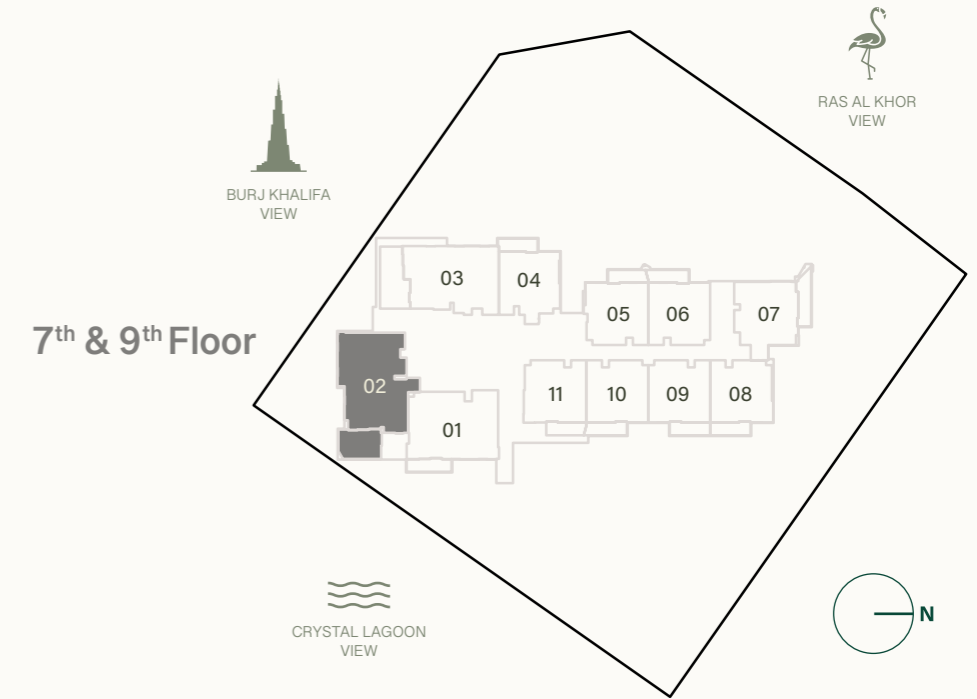 RAS AL KHOR
VIEW
BURJ KHALIFA
VIEW
7th & 9th Floor
03
04
05
06
07
02
01
11
10
09
08
CRYSTAL LAGOON
VIEW
N